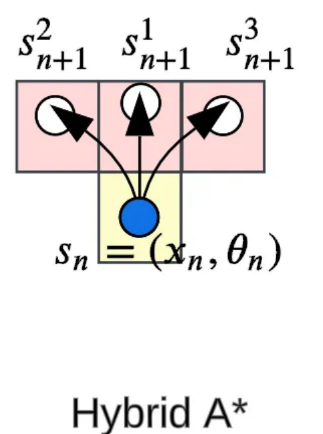 s²ₙ₊₁ s¹ₙ₊₁ s³ₙ₊₁
sₙ = (xₙ, θₙ)
Hybrid A*